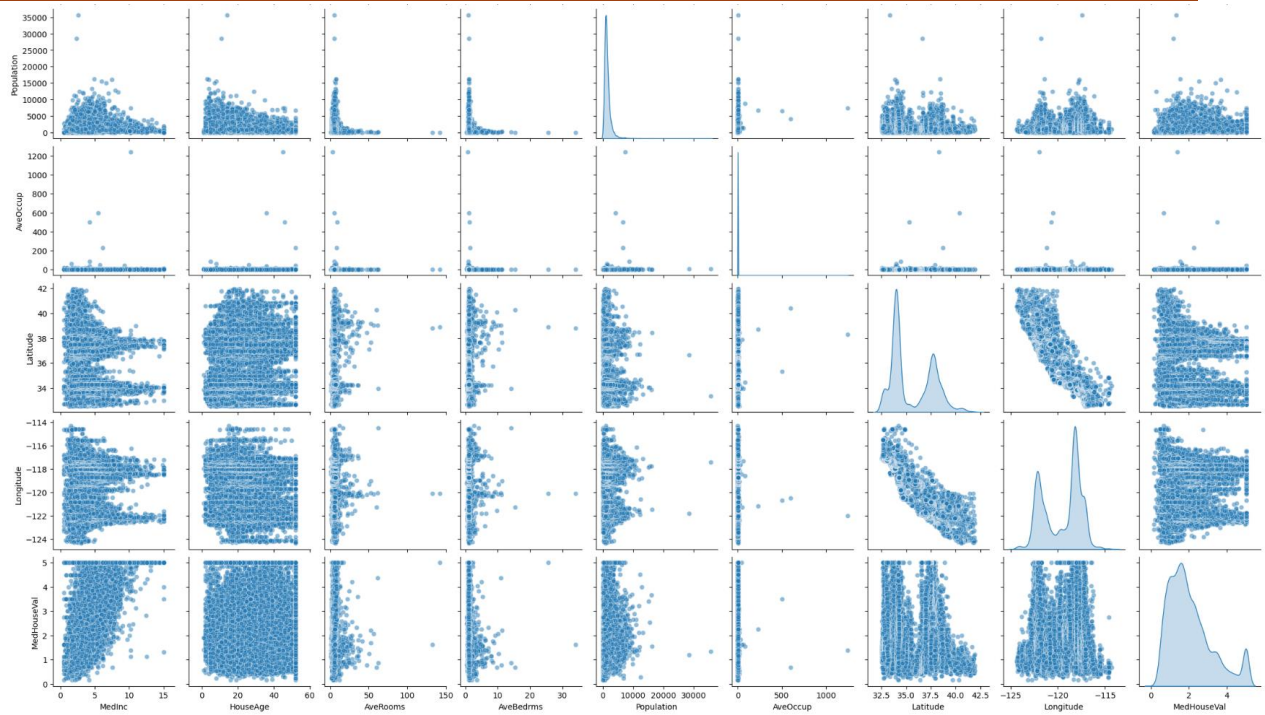 35000
30000
25000
20000
15000
10000
5000
0
Population
1200
1000
800
600
400
200
0
AveOccup
42
40
38
36
34
Latitude
−114
−116
−118
−120
−122
−124
Longitude
5
4
3
2
1
0
MedHouseVal
0 5 10 15
MedInc
0 20 40 60
HouseAge
0 50 100 150
AveRooms
0 10 20 30
AveBedrms
0 10000 20000 30000
Population
0 500 1000
AveOccup
32.5 35.0 37.5 40.0 42.5
Latitude
−125 −120 −115
Longitude
0 2 4
MedHouseVal